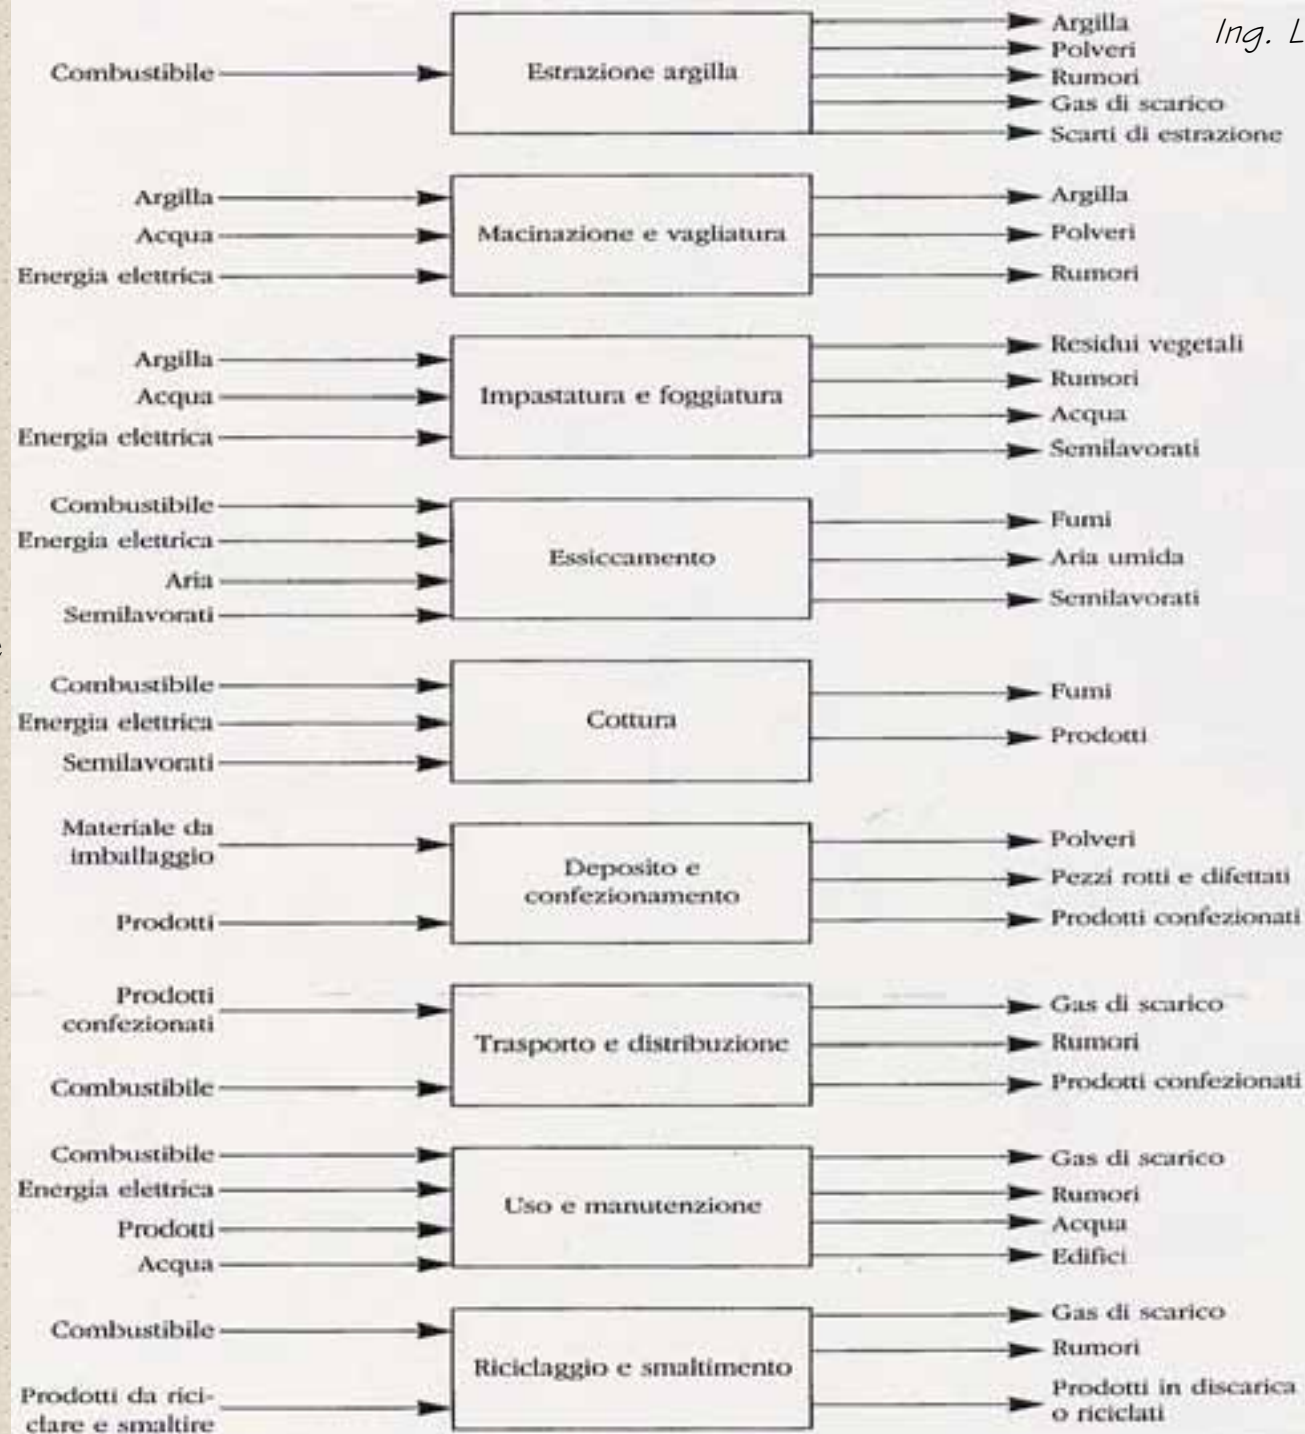 Ing. L
Combustibile
Estrazione argilla
Argilla
Polveri
Rumori
Gas di scarico
Scarti di estrazione
Argilla
Acqua
Energia elettrica
Macinazione e vagliatura
Argilla
Polveri
Rumori
Argilla
Acqua
Energia elettrica
Impastatura e foggiatura
Residui vegetali
Rumori
Acqua
Semilavorati
Combustibile
Energia elettrica
Aria
Semilavorati
Essiccamento
Fumi
Aria umida
Semilavorati
Combustibile
Energia elettrica
Semilavorati
Cottura
Fumi
Prodotti
Materiale da
imballaggio
Prodotti
Deposito e
confezionamento
Polveri
Pezzi rotti e difettati
Prodotti confezionati
Prodotti
confezionati
Combustibile
Trasporto e distribuzione
Gas di scarico
Rumori
Prodotti confezionati
Combustibile
Energia elettrica
Prodotti
Acqua
Uso e manutenzione
Gas di scarico
Rumori
Acqua
Edifici
Combustibile
Prodotti da rici-
clare e smaltire
Riciclaggio e smaltimento
Gas di scarico
Rumori
Prodotti in discarica
o riciclati